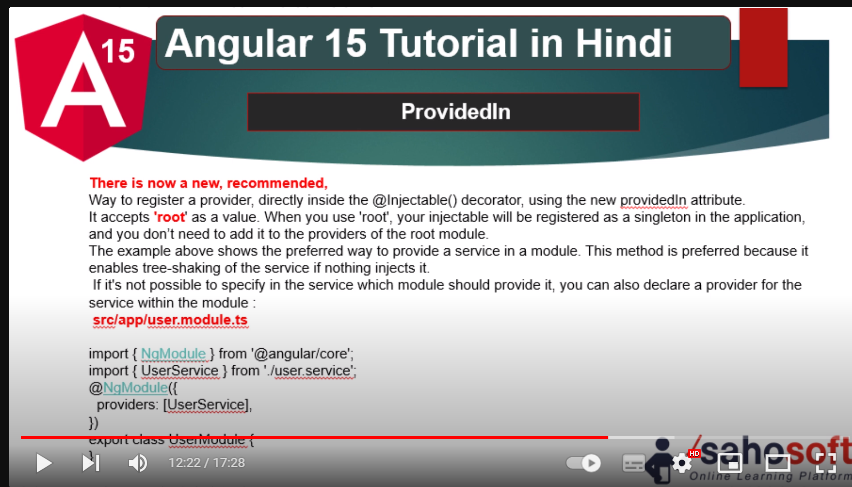 15
A
Angular 15 Tutorial in Hindi
ProvidedIn
There is now a new, recommended,
Way to register a provider, directly inside the @Injectable() decorator, using the new providedIn attribute.
It accepts 'root' as a value. When you use 'root', your injectable will be registered as a singleton in the application,
and you don't need to add it to the providers of the root module.
The example above shows the preferred way to provide a service in a module. This method is preferred because it
enables tree-shaking of the service if nothing injects it.
If it's not possible to specify in the service which module should provide it, you can also declare a provider for the
service within the module :
src/app/user.module.ts
import { NgModule } from '@angular/core';
import { UserService } from './user.service';
@NgModule({
providers: [UserService],
})
export class UserModule {
}
12:22 / 17:28
HD
sahosoft
Online Learning Platform